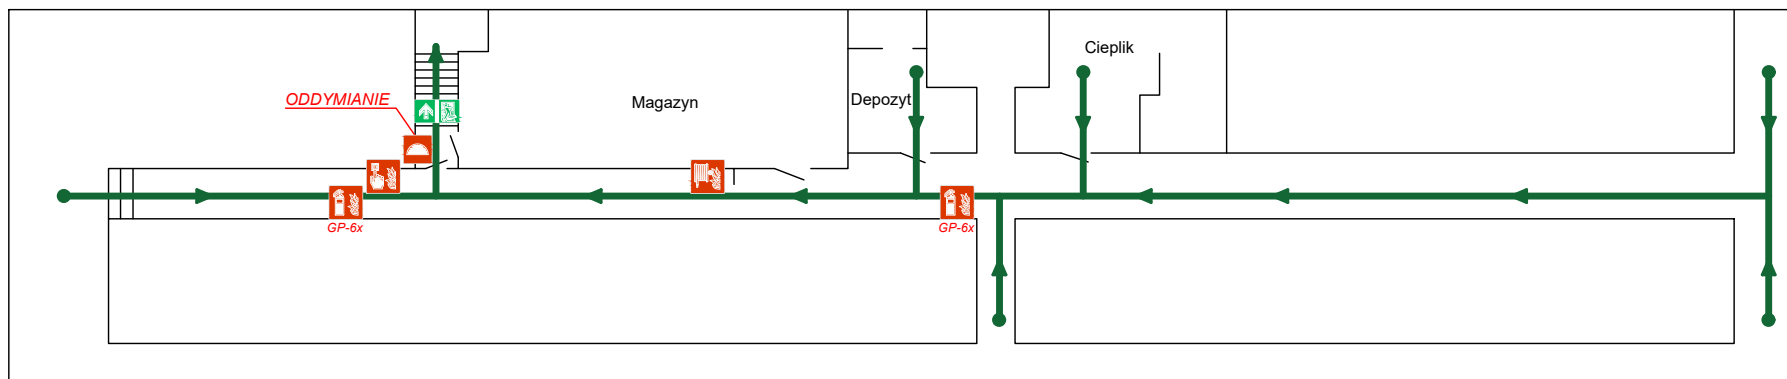 Cieplik
ODDYMIANIE
Magazyn
Depozyt
GP-6x
GP-6x